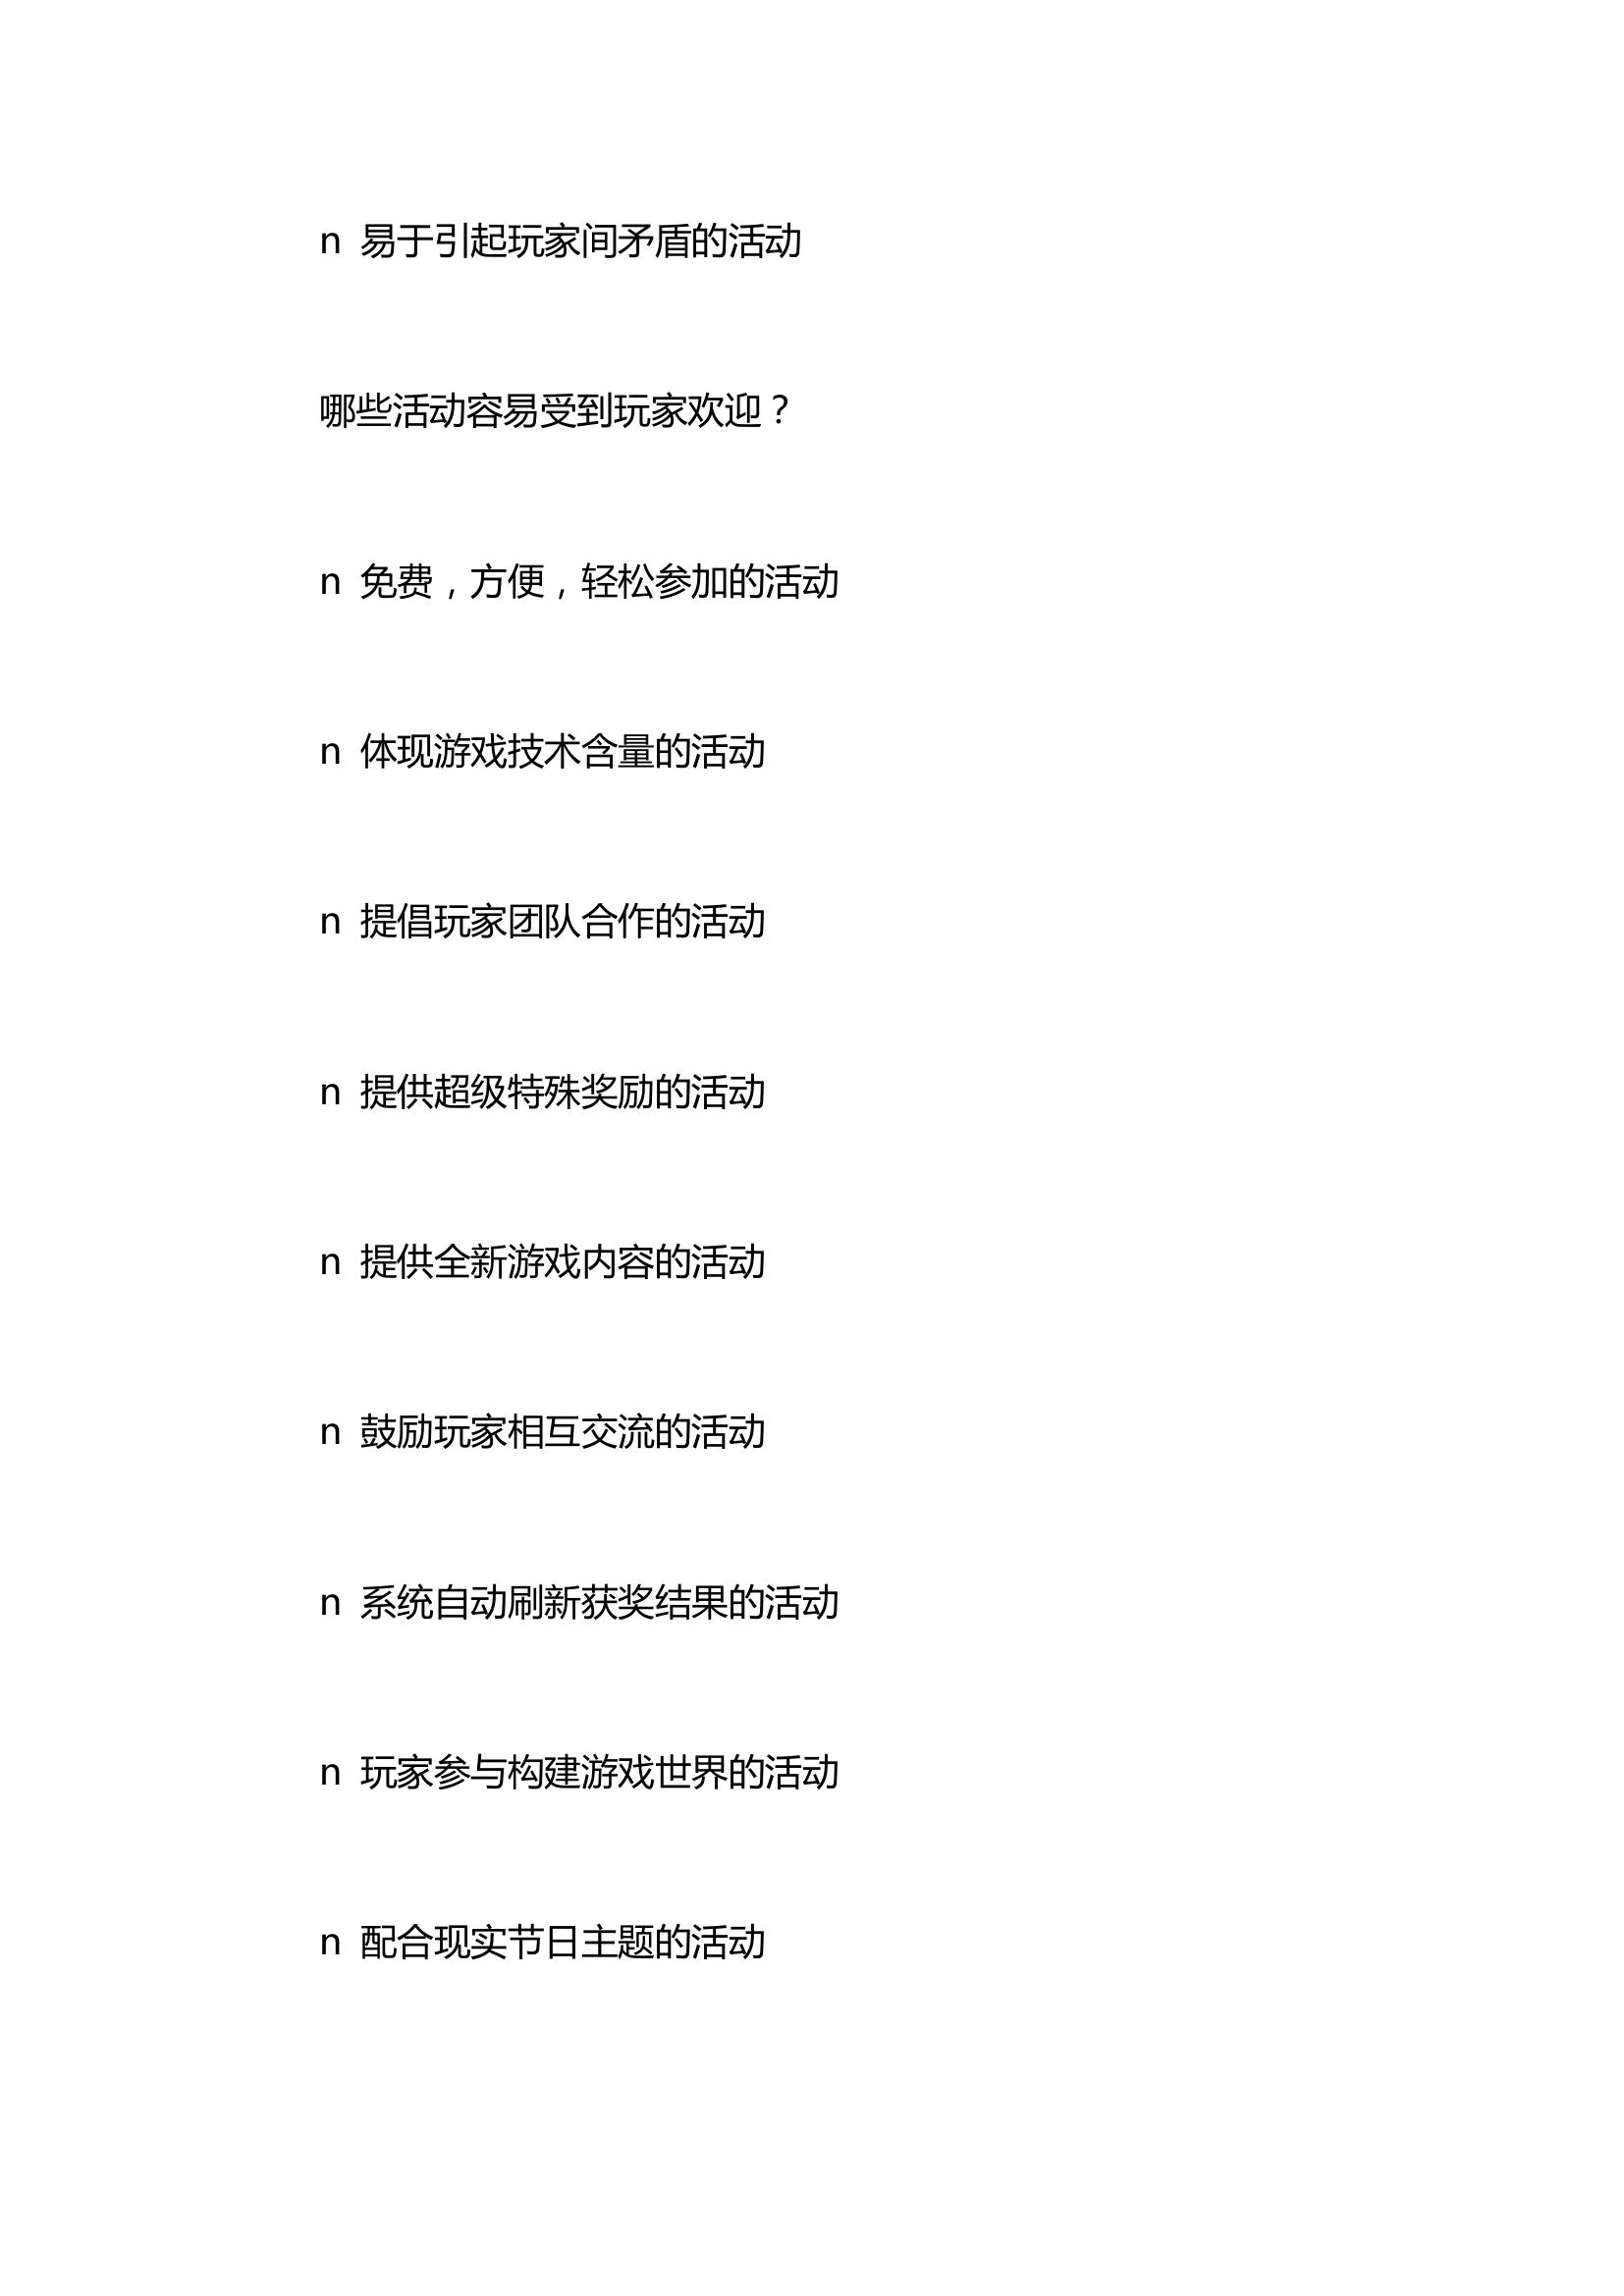 n 易于引起玩家间矛盾的活动
哪些活动容易受到玩家欢迎？
n 免费，方便，轻松参加的活动
n 体现游戏技术含量的活动
n 提倡玩家团队合作的活动
n 提供超级特殊奖励的活动
n 提供全新游戏内容的活动
n 鼓励玩家相互交流的活动
n 系统自动刷新获奖结果的活动
n 玩家参与构建游戏世界的活动
n 配合现实节日主题的活动